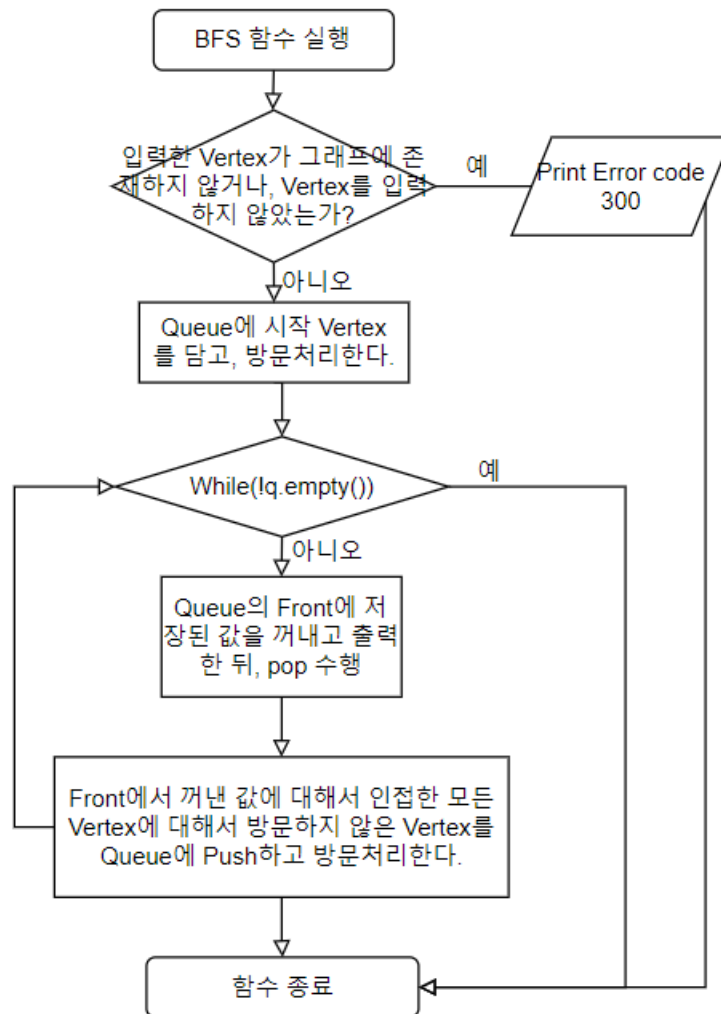 BFS 함수 실행
입력한 Vertex가 그래프에 존
재하지 않거나, Vertex를 입력
하지 않았는가?
예
Print Error code
300
아니오
Queue에 시작 Vertex
를 담고, 방문처리한다.
While(!q.empty())
예
아니오
Queue의 Front에 저
장된 값을 꺼내고 출력
한 뒤, pop 수행
Front에서 꺼낸 값에 대해서 인접한 모든
Vertex에 대해서 방문하지 않은 Vertex를
Queue에 Push하고 방문처리한다.
함수 종료